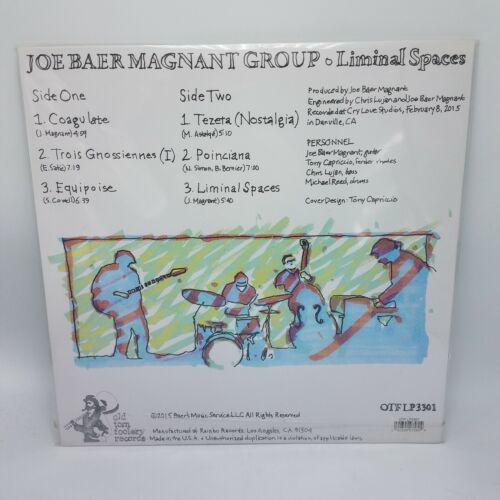 JOE BAER MAGNANT GROUP • Liminal Spaces
Side One
1. Coagulate
(J. Magnant) 4:09
2. Trois Gnossiennes (I)
(E. Satie) 7:19
3. Equipoise
(S. Cowell) 6:39
Side Two
1. Tezeta (Nostalgia)
(M. Astatqé) 5:10
2. Poinciana
(N. Simon, B. Bernier) 7:20
3. Liminal Spaces
(J. Magnant) 5:40
Produced by Joe Baer Magnant
Engineered by Chris Lujan and Joe Baer Magnant
Recorded at Cry Love Studios, February 8, 2015
in Danville, CA
PERSONNEL
Joe Baer Magnant, guitar
Tony Capriccio, fender rhodes
Chris Lujan, bass
Michael Reed, drums
Cover Design: Tony Capriccio
old
tom
foolery
records
©2015 Baer's Music Service LLC All Rights Reserved
Manufactured at Rainbo Records, Los Angeles, CA 91304
Made in the U.S.A. • Unauthorized duplication is a violation of applicable laws.
OTFLP3301